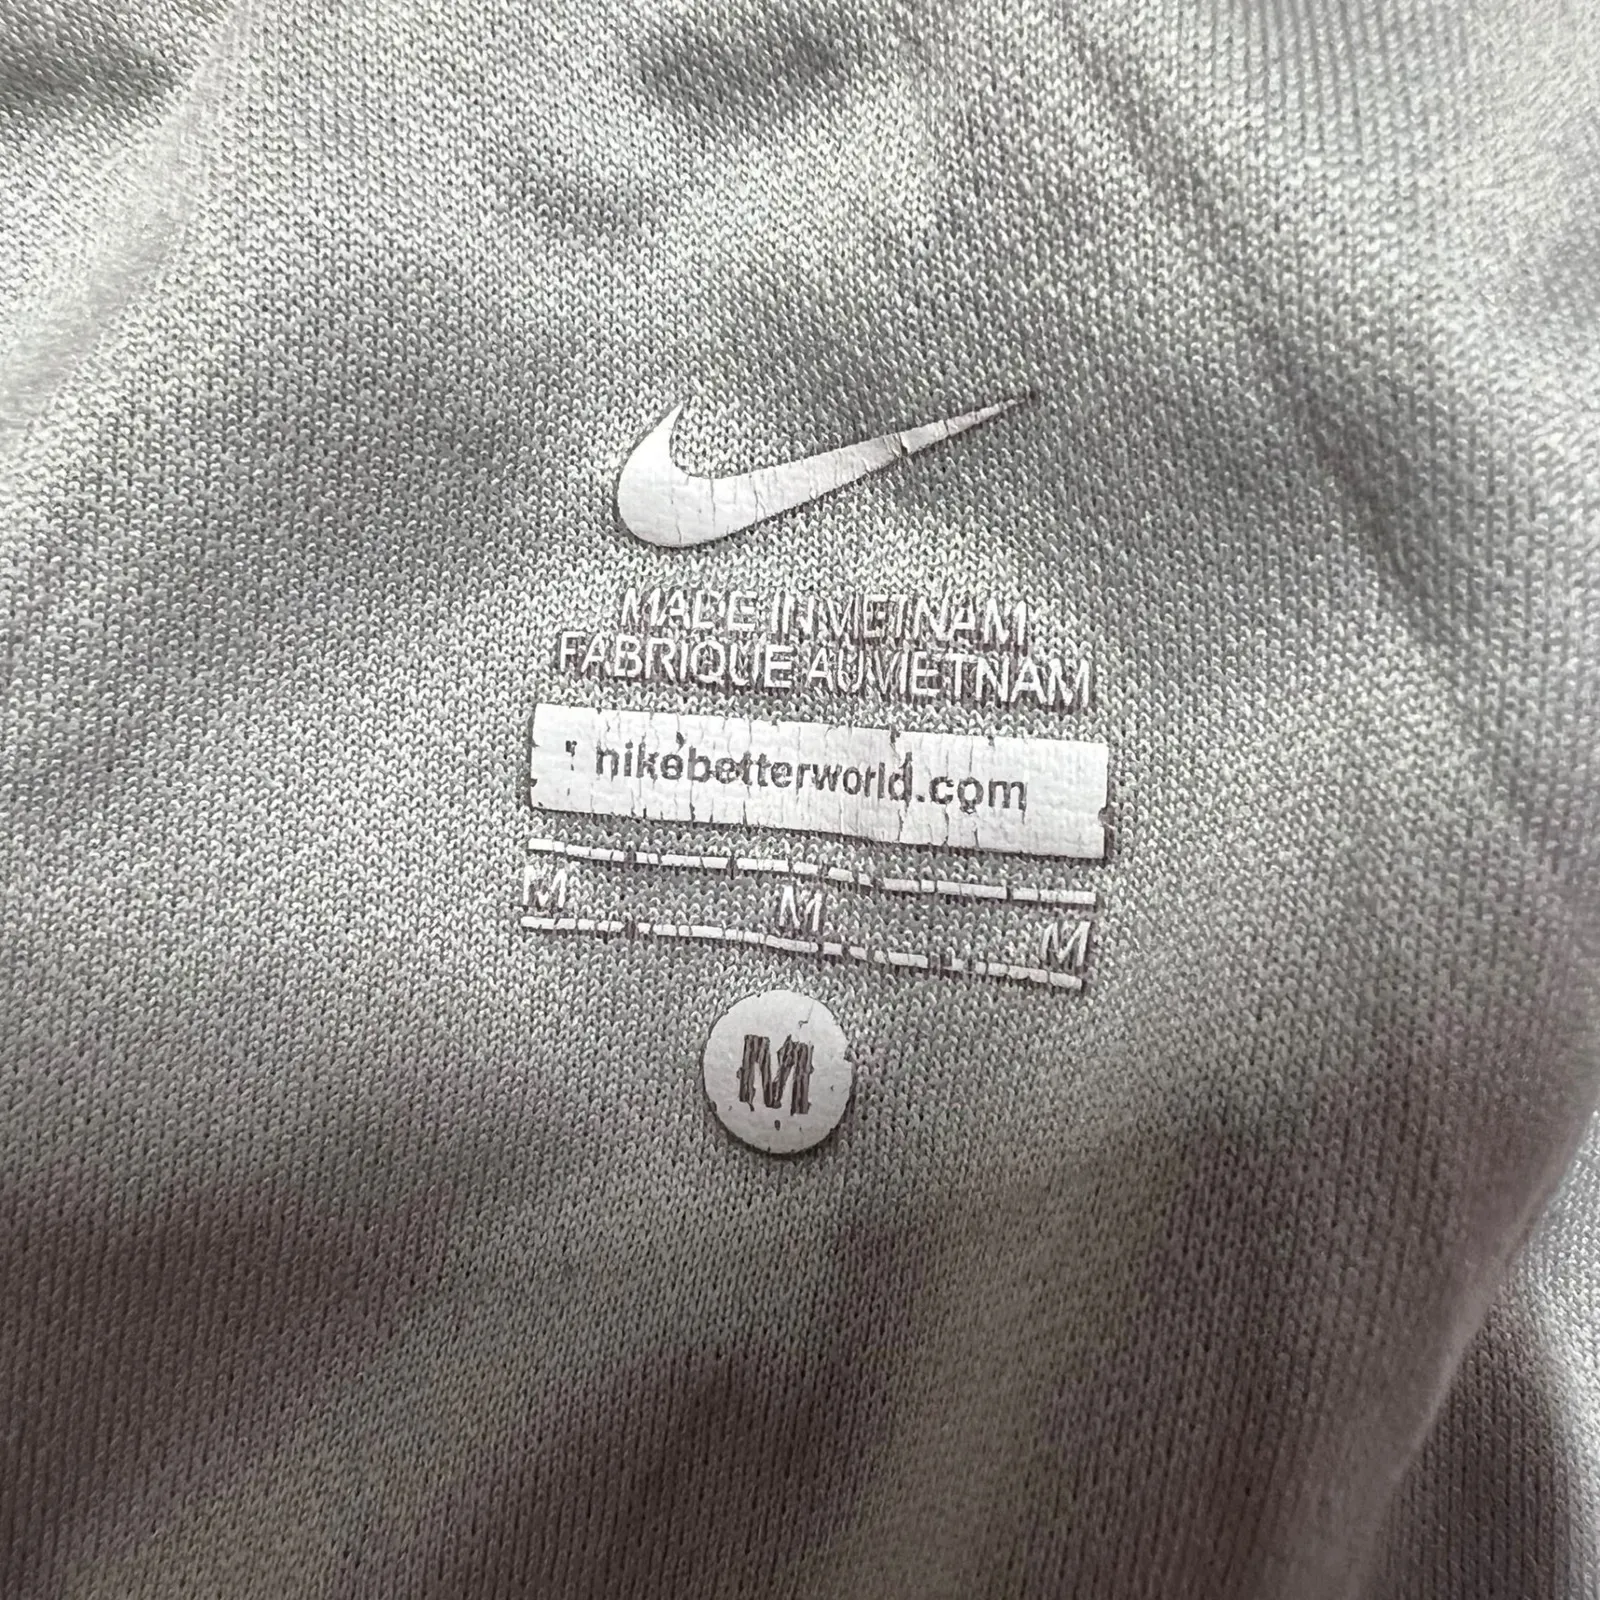 MADE IN VIETNAM
FABRIQUE AU VIETNAM
nikebetterworld.com
M M M
M